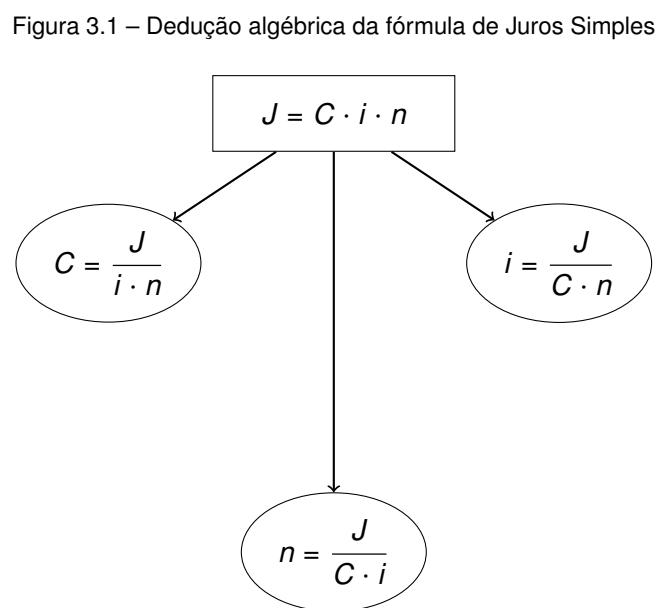 Figura 3.1 – Dedução algébrica da fórmula de Juros Simples
J = C · i · n
C = J / i · n
i = J / C · n
n = J / C · i